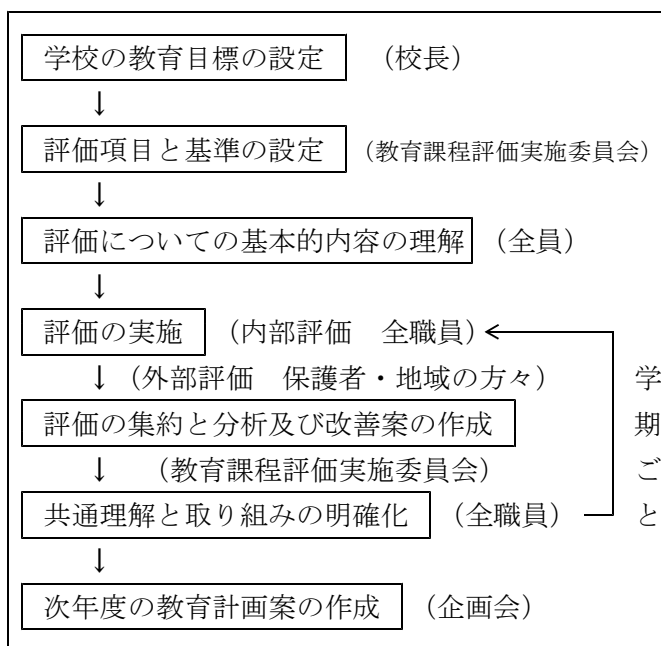 学校の教育目標の設定 (校長)
↓
評価項目と基準の設定 (教育課程評価実施委員会)
↓
評価についての基本的内容の理解 (全員)
↓
評価の実施 (内部評価 全職員)
↓ (外部評価 保護者・地域の方々)
評価の集約と分析及び改善案の作成
↓ (教育課程評価実施委員会)
共通理解と取り組みの明確化 (全職員)
↓
次年度の教育計画案の作成 (企画会)
学期ごと